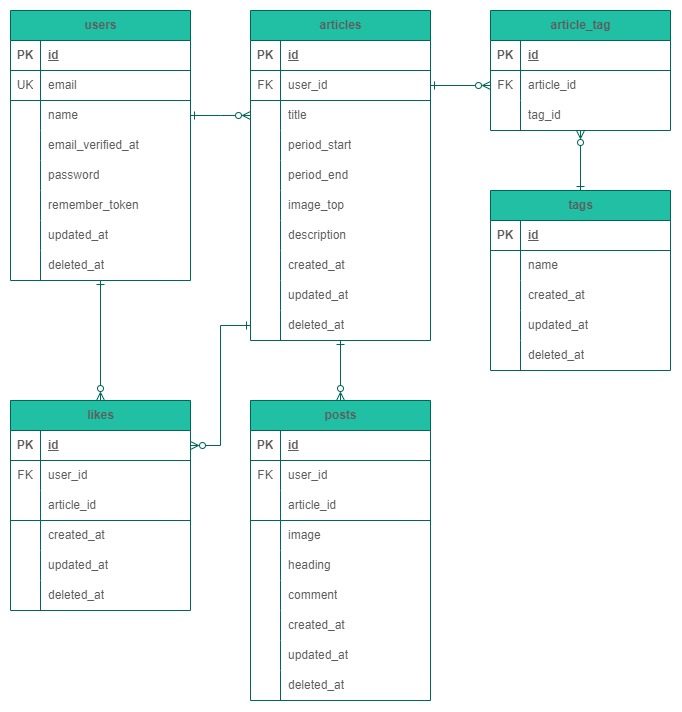 users
PK id
UK email
name
email_verified_at
password
remember_token
updated_at
deleted_at
articles
PK id
FK user_id
title
period_start
period_end
image_top
description
created_at
updated_at
deleted_at
article_tag
PK id
FK article_id
tag_id
tags
PK id
name
created_at
updated_at
deleted_at
likes
PK id
FK user_id
article_id
created_at
updated_at
deleted_at
posts
PK id
FK user_id
article_id
image
heading
comment
created_at
updated_at
deleted_at